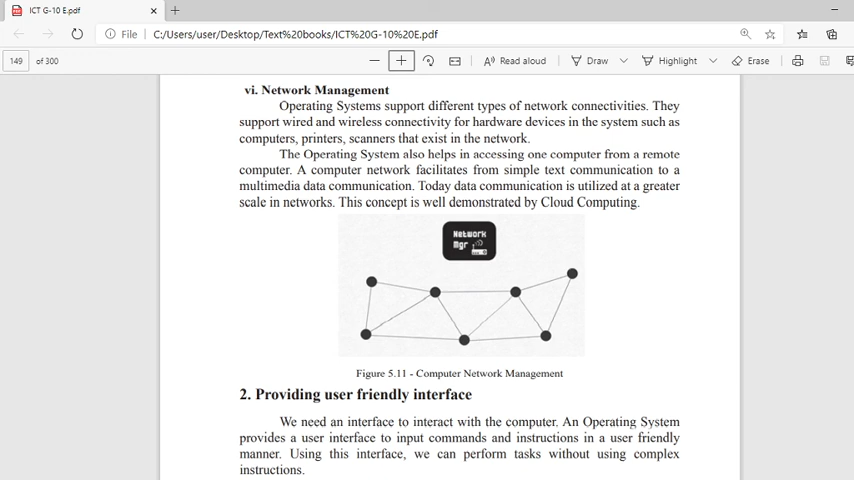 ICT G-10 E.pdf
File C:/Users/user/Desktop/Text%20books/ICT%20G-10%20E.pdf
149 of 300 Read aloud Draw Highlight Erase
vi. Network Management
Operating Systems support different types of network connectivities. They
support wired and wireless connectivity for hardware devices in the system such as
computers, printers, scanners that exist in the network.
The Operating System also helps in accessing one computer from a remote
computer. A computer network facilitates from simple text communication to a
multimedia data communication. Today data communication is utilized at a greater
scale in networks. This concept is well demonstrated by Cloud Computing.
Network
Mgr
Figure 5.11 - Computer Network Management
2. Providing user friendly interface
We need an interface to interact with the computer. An Operating System
provides a user interface to input commands and instructions in a user friendly
manner. Using this interface, we can perform tasks without using complex
instructions.